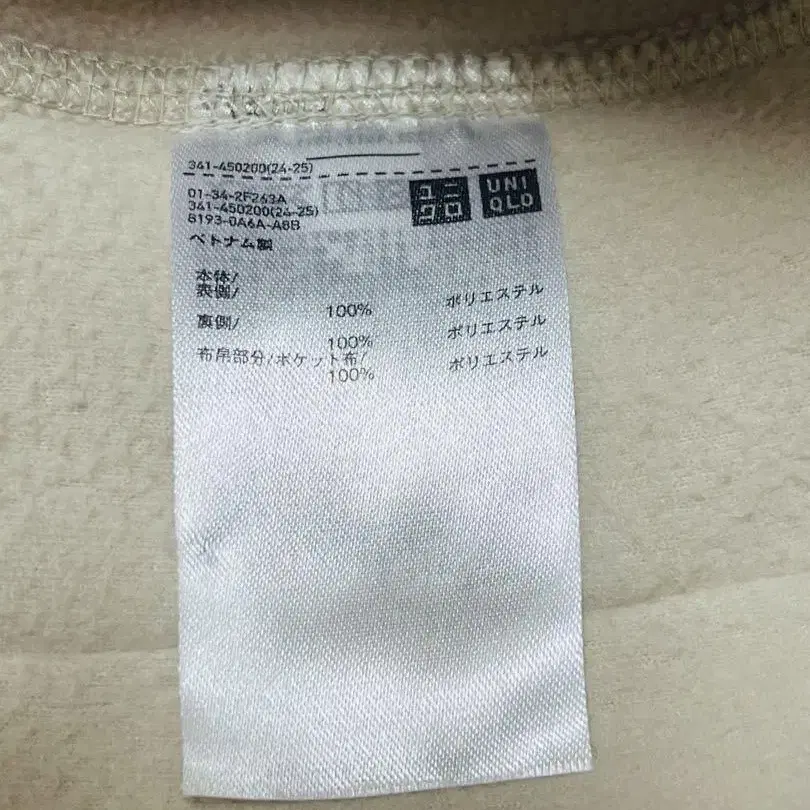 341-450200(24-25)
01-34-2F263A
341-450200(24-25)
8193-0A6A-A8B
ユニ
クロ
UNI
QLO
ベトナム製
本体/
表側/
100% ポリエステル
裏側/
100% ポリエステル
布帛部分/ポケット布/
100% ポリエステル